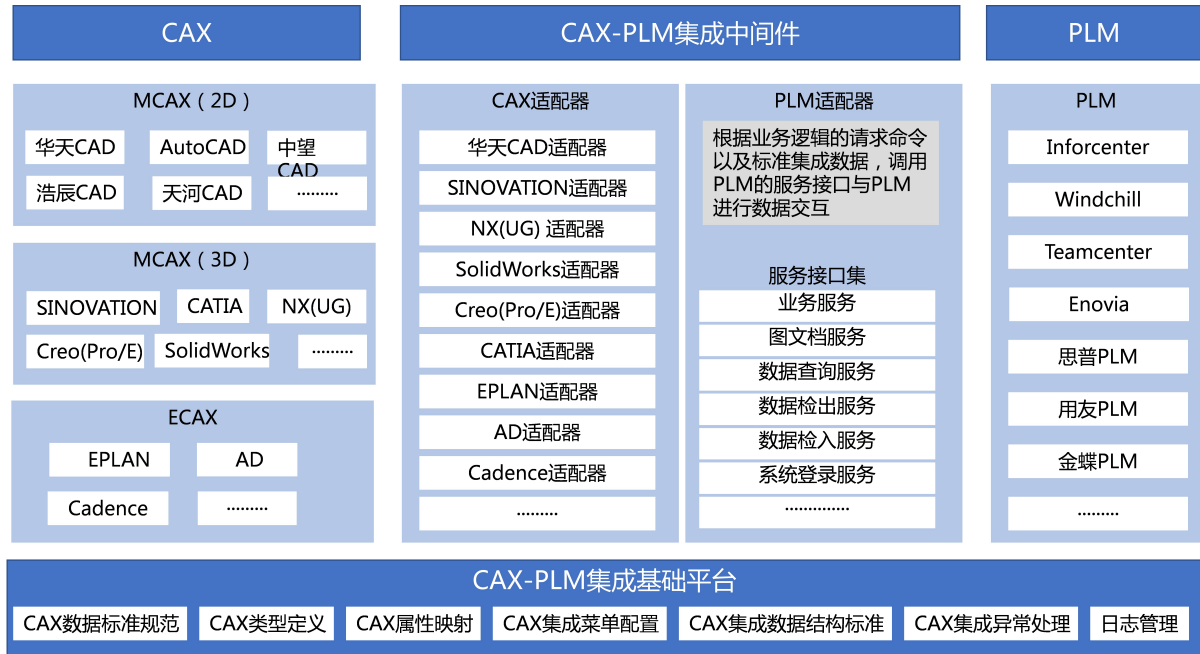 CAX
CAX-PLM集成中间件
PLM
MCAX（2D）
华天CAD
AutoCAD
中望
CAD
浩辰CAD
天河CAD
………
MCAX（3D）
SINOVATION
CATIA
NX(UG)
Creo(Pro/E)
SolidWorks
………
ECAX
EPLAN
AD
Cadence
………
CAX适配器
华天CAD适配器
SINOVATION适配器
NX(UG) 适配器
SolidWorks适配器
Creo(Pro/E)适配器
CATIA适配器
EPLAN适配器
AD适配器
Cadence适配器
………
PLM适配器
根据业务逻辑的请求命令
以及标准集成数据，调用
PLM的服务接口与PLM
进行数据交互
服务接口集
业务服务
图文档服务
数据查询服务
数据检出服务
数据检入服务
系统登录服务
…………..
PLM
Inforcenter
Windchill
Teamcenter
Enovia
思普PLM
用友PLM
金蝶PLM
………
CAX-PLM集成基础平台
CAX数据标准规范
CAX类型定义
CAX属性映射
CAX集成菜单配置
CAX集成数据结构标准
CAX集成异常处理
日志管理